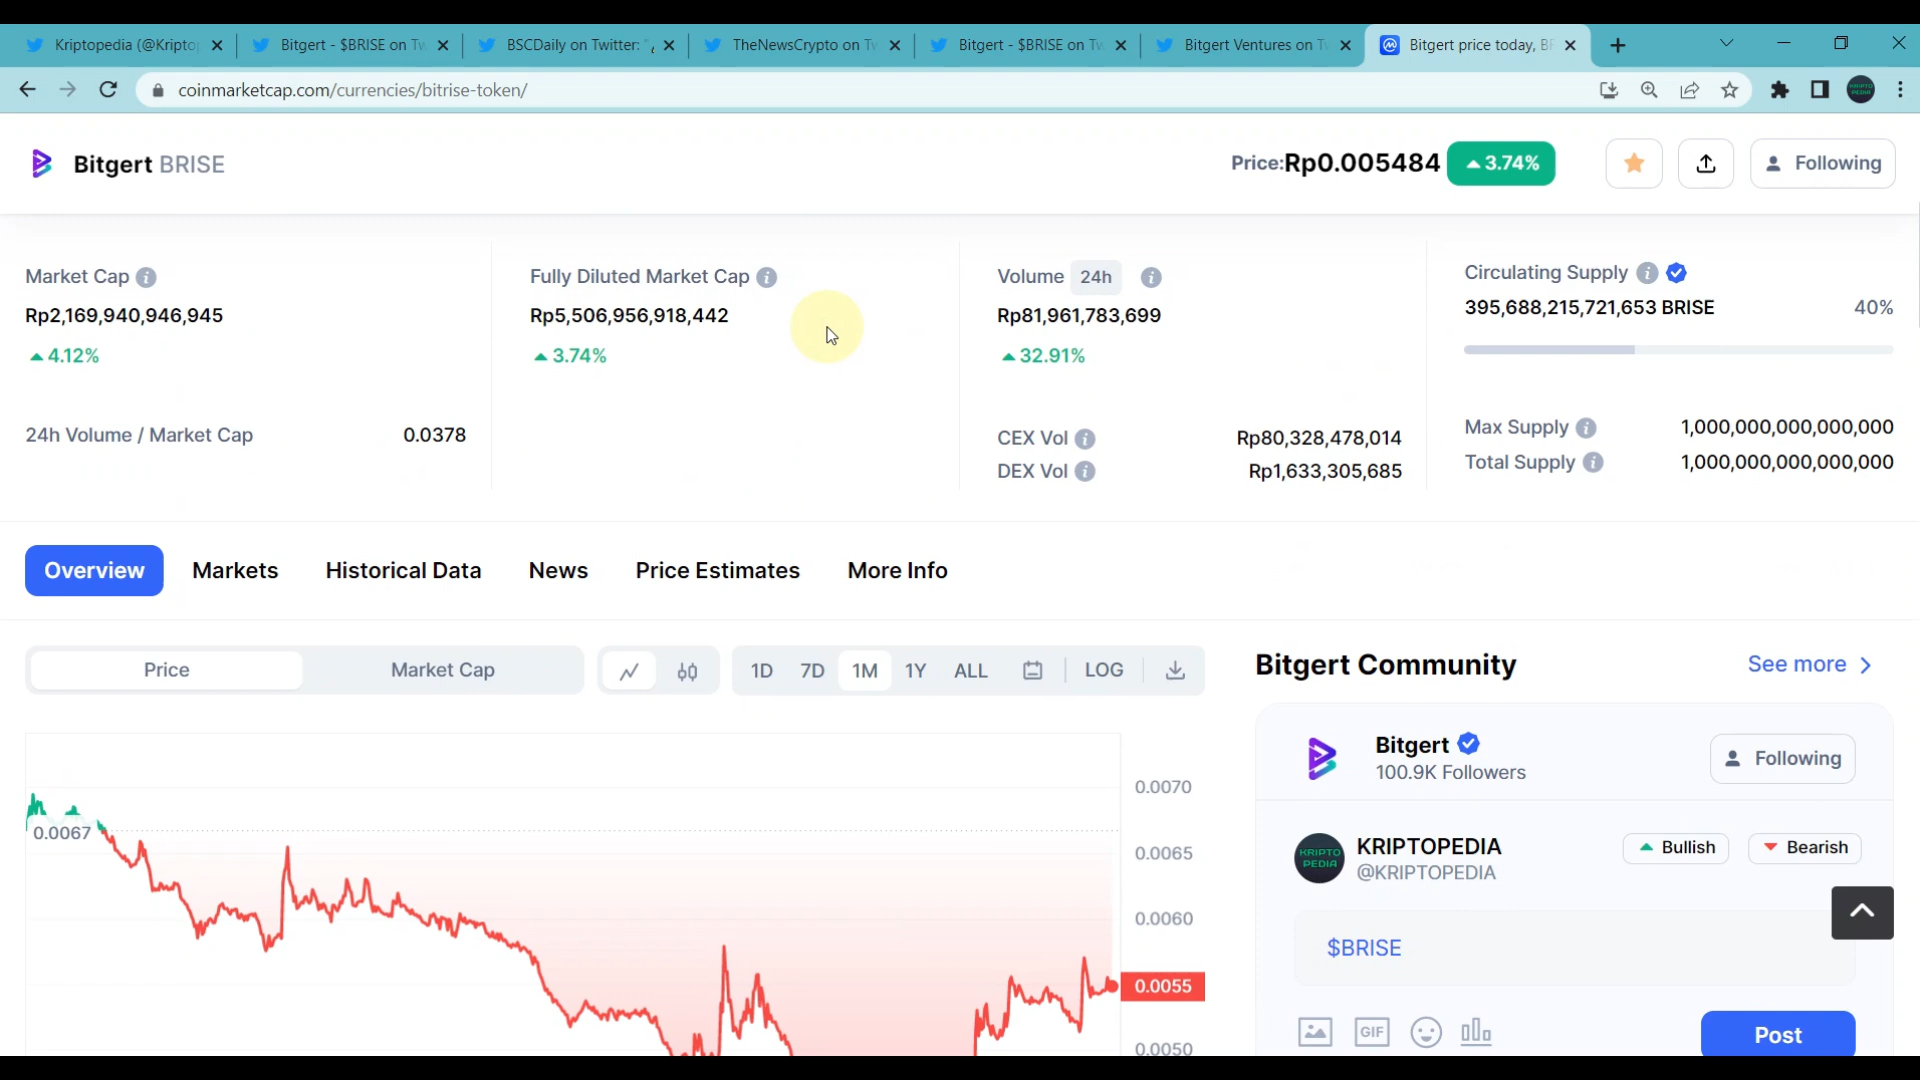 Kriptopedia (@Kripto
Bitgert - $BRISE on Tw
BSCDaily on Twitter: "
TheNewsCrypto on Tw
Bitgert - $BRISE on Tw
Bitgert Ventures on T
Bitgert price today, BR
coinmarketcap.com/currencies/bitrise-token/
Bitgert BRISE
Price:Rp0.005484
3.74%
Following
Market Cap
Rp2,169,940,946,945
4.12%
24h Volume / Market Cap
0.0378
Fully Diluted Market Cap
Rp5,506,956,918,442
3.74%
Volume 24h
Rp81,961,783,699
32.91%
CEX Vol
Rp80,328,478,014
DEX Vol
Rp1,633,305,685
Circulating Supply
395,688,215,721,653 BRISE
40%
Max Supply
1,000,000,000,000,000
Total Supply
1,000,000,000,000,000
Overview
Markets
Historical Data
News
Price Estimates
More Info
Price
Market Cap
1D
7D
1M
1Y
ALL
LOG
0.0067
0.0070
0.0065
0.0060
0.0055
0.0050
Bitgert Community
See more
Bitgert
100.9K Followers
Following
KRIPTO
PEDIA
KRIPTOPEDIA
@KRIPTOPEDIA
Bullish
Bearish
$BRISE
GIF
Post